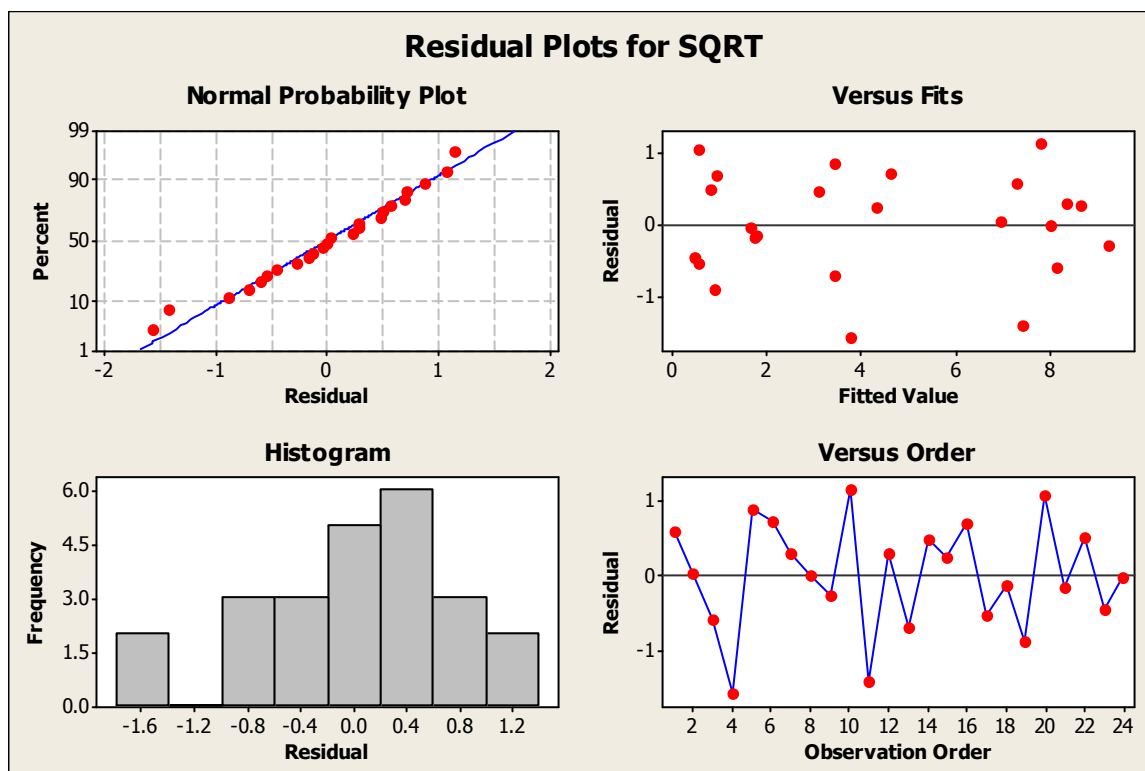 Residual Plots for SQRT
Normal Probability Plot
99
90
50
10
1
Percent
-2 -1 0 1 2
Residual
Versus Fits
1
0
-1
Residual
0 2 4 6 8
Fitted Value
Histogram
6.0
4.5
3.0
1.5
0.0
Frequency
-1.6 -1.2 -0.8 -0.4 0.0 0.4 0.8 1.2
Residual
Versus Order
1
0
-1
Residual
2 4 6 8 10 12 14 16 18 20 22 24
Observation Order